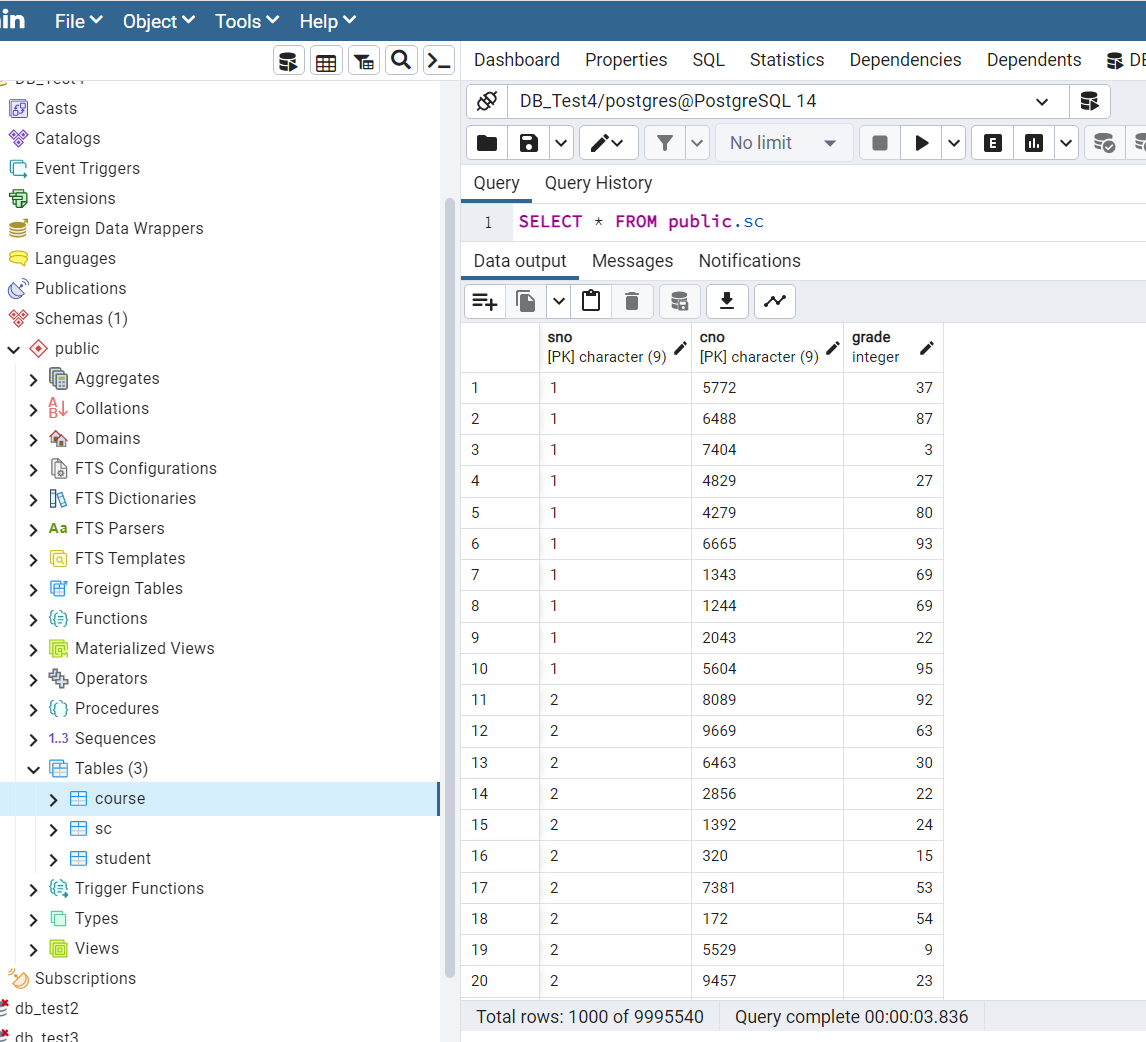 in File Object Tools Help
Dashboard Properties SQL Statistics Dependencies Dependents
DB_Test4/postgres@PostgreSQL 14
No limit
Query Query History
1 SELECT * FROM public.sc
Data output Messages Notifications
Casts
Catalogs
Event Triggers
Extensions
Foreign Data Wrappers
Languages
Publications
Schemas (1)
public
Aggregates
Collations
Domains
FTS Configurations
FTS Dictionaries
Aa FTS Parsers
FTS Templates
Foreign Tables
Functions
Materialized Views
Operators
Procedures
1..3 Sequences
Tables (3)
course
sc
student
Trigger Functions
Types
Views
Subscriptions
db_test2
db_test3
sno cno grade
[PK] character (9) [PK] character (9) integer
1 1 5772 37
2 1 6488 87
3 1 7404 3
4 1 4829 27
5 1 4279 80
6 1 6665 93
7 1 1343 69
8 1 1244 69
9 1 2043 22
10 1 5604 95
11 2 8089 92
12 2 9669 63
13 2 6463 30
14 2 2856 22
15 2 1392 24
16 2 320 15
17 2 7381 53
18 2 172 54
19 2 5529 9
20 2 9457 23
Total rows: 1000 of 9995540 Query complete 00:00:03.836